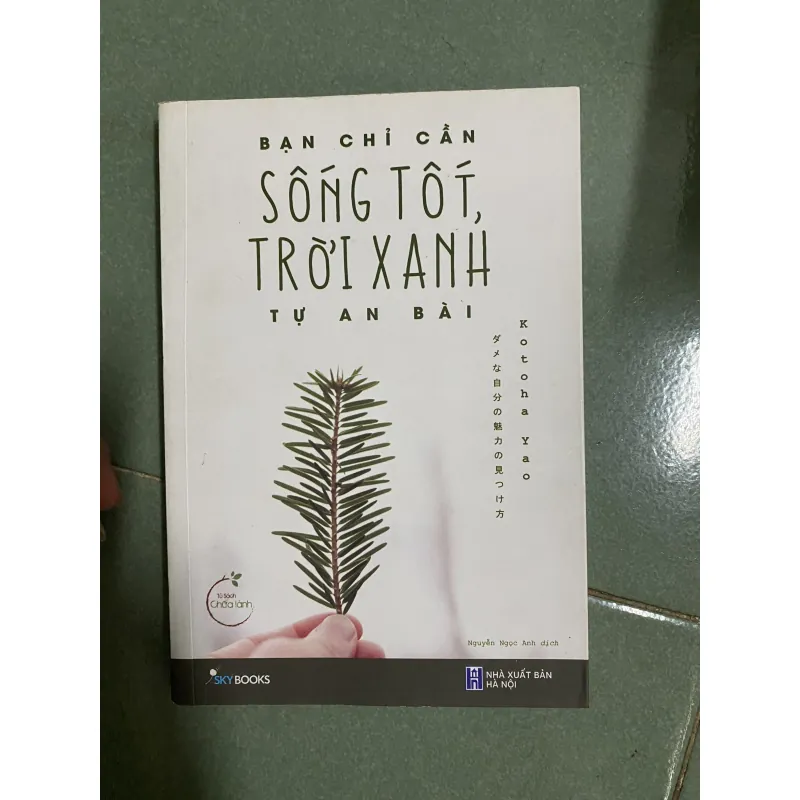 BẠN CHỈ CẦN
SỐNG TỐT,
TRỜI XANH
TỰ AN BÀI
Kotoha Yao
ダメな自分の魅力の見つけ方
Tủ sách
Chữa lành
Nguyễn Ngọc Anh dịch
SKYBOOKS
NHÀ XUẤT BẢN
HÀ NỘI